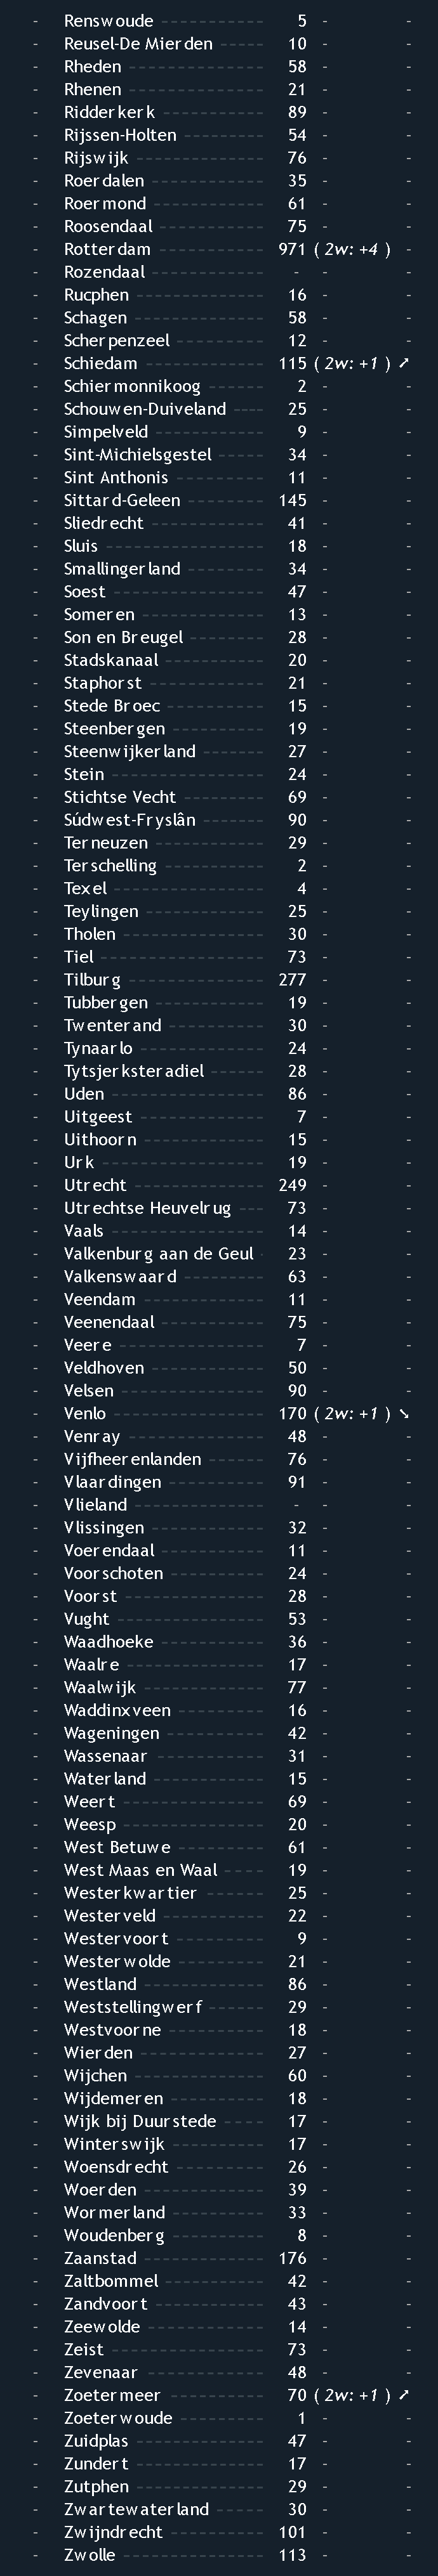 - Renswoude ------------ 5 - -
- Reusel-De Mierden ------ 10 - -
- Rheden ---------------- 58 - -
- Rhenen ---------------- 21 - -
- Ridderkerk ------------ 89 - -
- Rijssen-Holten --------- 54 - -
- Rijswijk --------------- 76 - -
- Roerdalen ------------- 35 - -
- Roermond ------------- 61 - -
- Roosendaal ------------ 75 - -
- Rotterdam ------------ 971 ( 2w: +4 ) -
- Rozendaal ------------- - - -
- Rucphen --------------- 16 - -
- Schagen --------------- 58 - -
- Scherpenzeel ---------- 12 - -
- Schiedam -------------- 115 ( 2w: +1 ) ➚
- Schiermonnikoog ------- 2 - -
- Schouwen-Duiveland ---- 25 - -
- Simpelveld ------------ 9 - -
- Sint-Michielsgestel ----- 34 - -
- Sint Anthonis ---------- 11 - -
- Sittard-Geleen --------- 145 - -
- Sliedrecht ------------- 41 - -
- Sluis ------------------ 18 - -
- Smallingerland --------- 34 - -
- Soest ----------------- 47 - -
- Someren -------------- 13 - -
- Son en Breugel --------- 28 - -
- Stadskanaal ----------- 20 - -
- Staphorst ------------- 21 - -
- Stede Broec ----------- 15 - -
- Steenbergen ----------- 19 - -
- Steenwijkerland ------- 27 - -
- Stein ----------------- 24 - -
- Stichtse Vecht --------- 69 - -
- Súdwest-Fryslân ------- 90 - -
- Terneuzen ------------- 29 - -
- Terschelling ----------- 2 - -
- Texel ----------------- 4 - -
- Teylingen ------------- 25 - -
- Tholen ---------------- 30 - -
- Tiel ------------------ 73 - -
- Tilburg --------------- 277 - -
- Tubbergen ------------- 19 - -
- Twenterand ----------- 30 - -
- Tynaarlo -------------- 24 - -
- Tytsjerksteradiel ------ 28 - -
- Uden ----------------- 86 - -
- Uitgeest -------------- 7 - -
- Uithoorn -------------- 15 - -
- Urk ------------------ 19 - -
- Utrecht --------------- 249 - -
- Utrechtse Heuvelrug --- 73 - -
- Vaals ----------------- 14 - -
- Valkenburg aan de Geul - 23 - -
- Valkenswaard --------- 63 - -
- Veendam -------------- 11 - -
- Veenendaal ------------ 75 - -
- Veere ---------------- 7 - -
- Veldhoven ------------- 50 - -
- Velsen ---------------- 90 - -
- Venlo ---------------- 170 ( 2w: +1 ) ➘
- Venray --------------- 48 - -
- Vijfheerenlanden ------ 76 - -
- Vlaardingen ----------- 91 - -
- Vlieland --------------- - - -
- Vlissingen ------------- 32 - -
- Voerendaal ------------ 11 - -
- Voorschoten ----------- 24 - -
- Voorst --------------- 28 - -
- Vught ---------------- 53 - -
- Waadhoeke ------------ 36 - -
- Waalre --------------- 17 - -
- Waalwijk ------------- 77 - -
- Waddinxveen --------- 16 - -
- Wageningen ----------- 42 - -
- Wassenaar ------------ 31 - -
- Waterland ------------ 15 - -
- Weert ---------------- 69 - -
- Weesp ---------------- 20 - -
- West Betuwe ---------- 61 - -
- West Maas en Waal ---- 19 - -
- Westerkwartier ------- 25 - -
- Westerveld ----------- 22 - -
- Westervoort ---------- 9 - -
- Westerwolde ---------- 21 - -
- Westland ------------- 86 - -
- Weststellingwerf ------ 29 - -
- Westvoorne ----------- 18 - -
- Wierden -------------- 27 - -
- Wijchen -------------- 60 - -
- Wijdemeren ----------- 18 - -
- Wijk bij Duurstede ---- 17 - -
- Winterswijk ---------- 17 - -
- Woensdrecht ---------- 26 - -
- Woerden ------------- 39 - -
- Wormerland ---------- 33 - -
- Woudenberg ---------- 8 - -
- Zaanstad ------------- 176 - -
- Zaltbommel ----------- 42 - -
- Zandvoort ------------ 43 - -
- Zeewolde ------------- 14 - -
- Zeist ---------------- 73 - -
- Zevenaar ------------- 48 - -
- Zoetermeer ----------- 70 ( 2w: +1 ) ➚
- Zoeterwoude ---------- 1 - -
- Zuidplas ------------- 47 - -
- Zundert -------------- 17 - -
- Zutphen -------------- 29 - -
- Zwartewaterland ------ 30 - -
- Zwijndrecht ---------- 101 - -
- Zwolle --------------- 113 - -